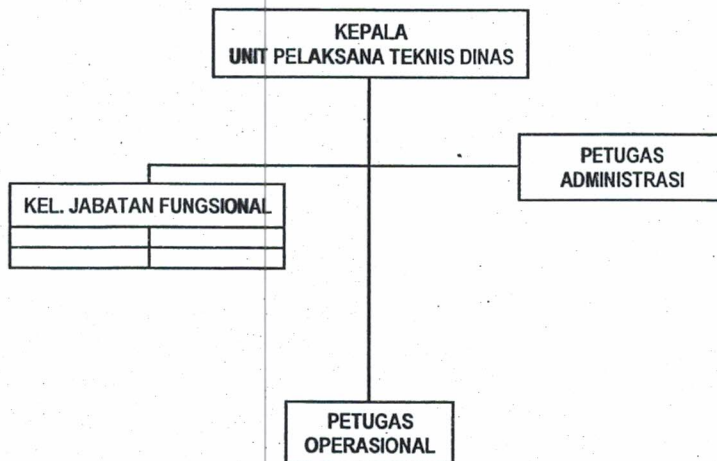 KEPALA
UNIT PELAKSANA TEKNIS DINAS
PETUGAS
ADMINISTRASI
KEL. JABATAN FUNGSIONAL
PETUGAS
OPERASIONAL